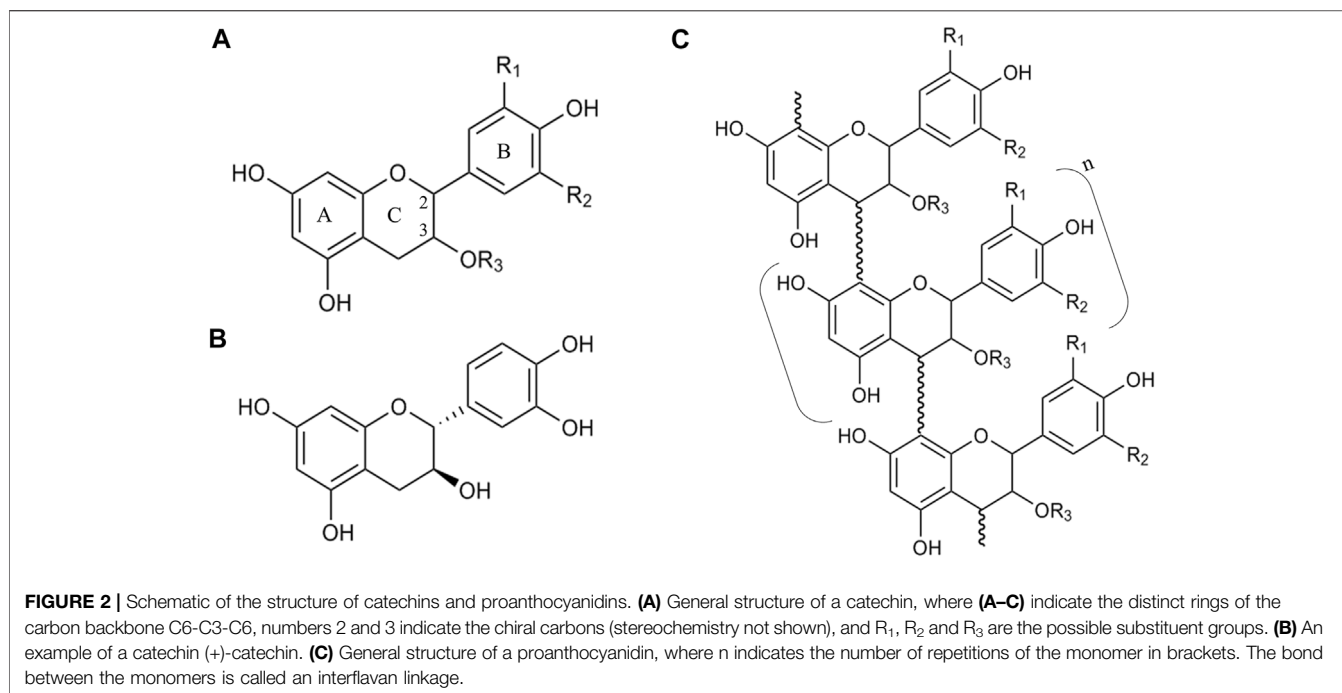 A
R1
OH
B
O
HO
2
R2
A
C
3
OR3
OH
B
OH
O
HO
OH
OH
OH
C
R1
OH
HO
O
R2
n
OR3
R1
OH
OH
HO
O
R2
R1
OR3
OH
OH
HO
O
R2
OR3
OH
FIGURE 2 | Schematic of the structure of catechins and proanthocyanidins. (A) General structure of a catechin, where (A–C) indicate the distinct rings of the
carbon backbone C6-C3-C6, numbers 2 and 3 indicate the chiral carbons (stereochemistry not shown), and R1, R2 and R3 are the possible substituent groups. (B) An
example of a catechin (+)-catechin. (C) General structure of a proanthocyanidin, where n indicates the number of repetitions of the monomer in brackets. The bond
between the monomers is called an interflavan linkage.